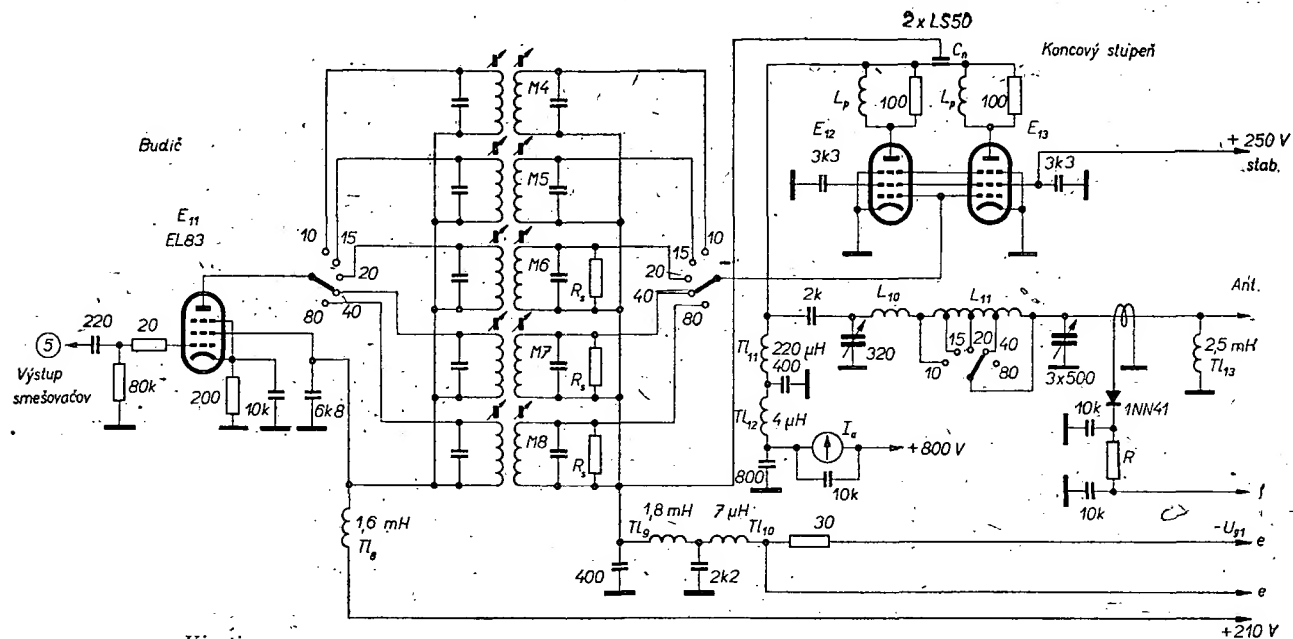 2xLS50
Koncový stupeň
Cn
Lp
100
Lp
100
E12
E13
3k3
3k3
+ 250 V
stab.
Budič
M4
M5
M6
M7
M8
Rs
Rs
Rs
E11
EL83
10
15
20
40
80
10
15
20
40
80
220
20
5
Výstup
smešovačov
80k
200
10k
6k8
Ant.
2k
L10
L11
320
15
20
40
10
80
3x500
2,5 mH
Tl13
Tl11
220 µH
400
Tl12
4 µH
Ia
+800 V
800
10k
1NN41
10k
R
10k
f
1,6 mH
Tl8
1,8 mH
7 µH
Tl9
Tl10
30
-Ug1
e
400
2k2
e
+210 V